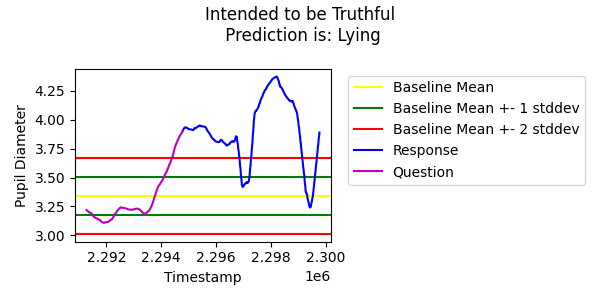 Intended to be Truthful
Prediction is: Lying
Pupil Diameter
4.25
4.00
3.75
3.50
3.25
3.00
2.292 2.294 2.296 2.298 2.300
1e6
Timestamp
Baseline Mean
Baseline Mean +- 1 stddev
Baseline Mean +- 2 stddev
Response
Question